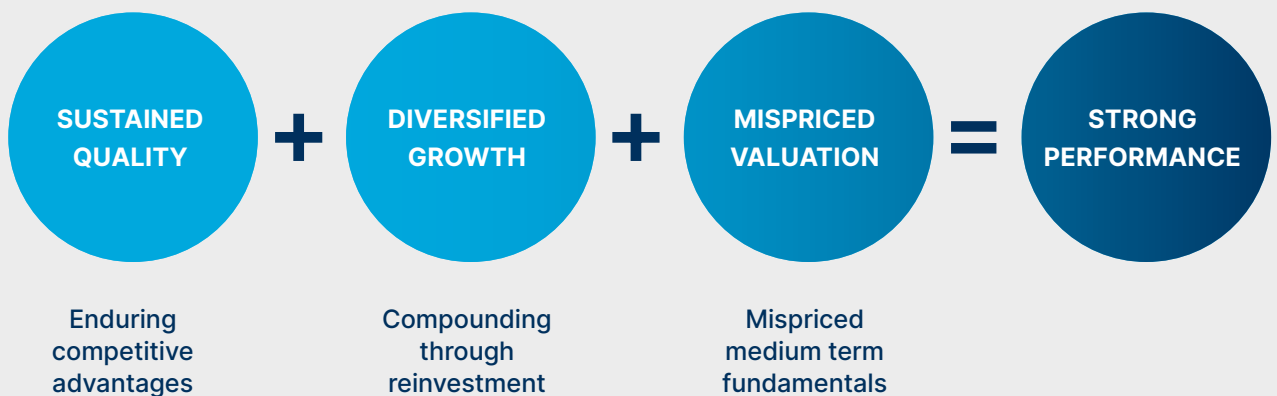 SUSTAINED
QUALITY
+
DIVERSIFIED
GROWTH
+
MISPRICED
VALUATION
=
STRONG
PERFORMANCE
Enduring
competitive
advantages
Compounding
through
reinvestment
Mispriced
medium term
fundamentals